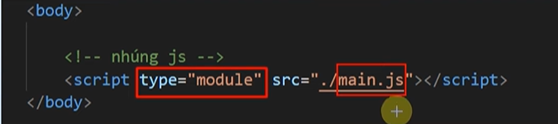 <body>
<!-- nhúng js -->
<script type="module" src="./main.js"></script>
</body>